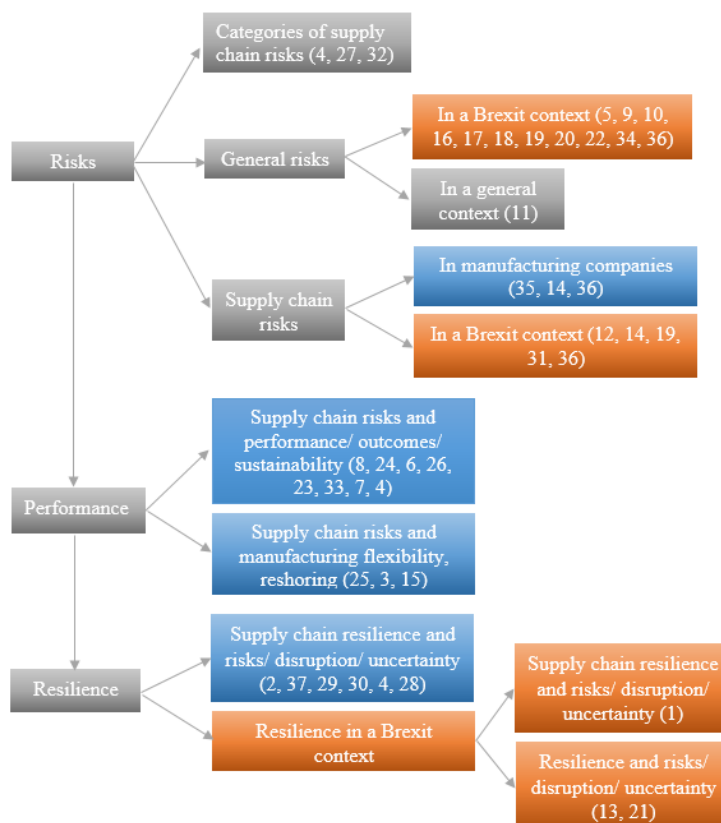 Categories of supply
chain risks (4, 27, 32)
In a Brexit context (5, 9, 10,
16, 17, 18, 19, 20, 22, 34, 36)
Risks
General risks
In a general
context (11)
In manufacturing companies
(35, 14, 36)
Supply chain
risks
In a Brexit context (12, 14, 19,
31, 36)
Supply chain risks and
performance/ outcomes/
sustainability (8, 24, 6, 26,
23, 33, 7, 4)
Performance
Supply chain risks and
manufacturing flexibility,
reshoring (25, 3, 15)
Supply chain resilience and
risks/ disruption/ uncertainty
(2, 37, 29, 30, 4, 28)
Resilience
Resilience in a Brexit
context
Supply chain resilience
and risks/ disruption/
uncertainty (1)
Resilience and risks/
disruption/ uncertainty
(13, 21)